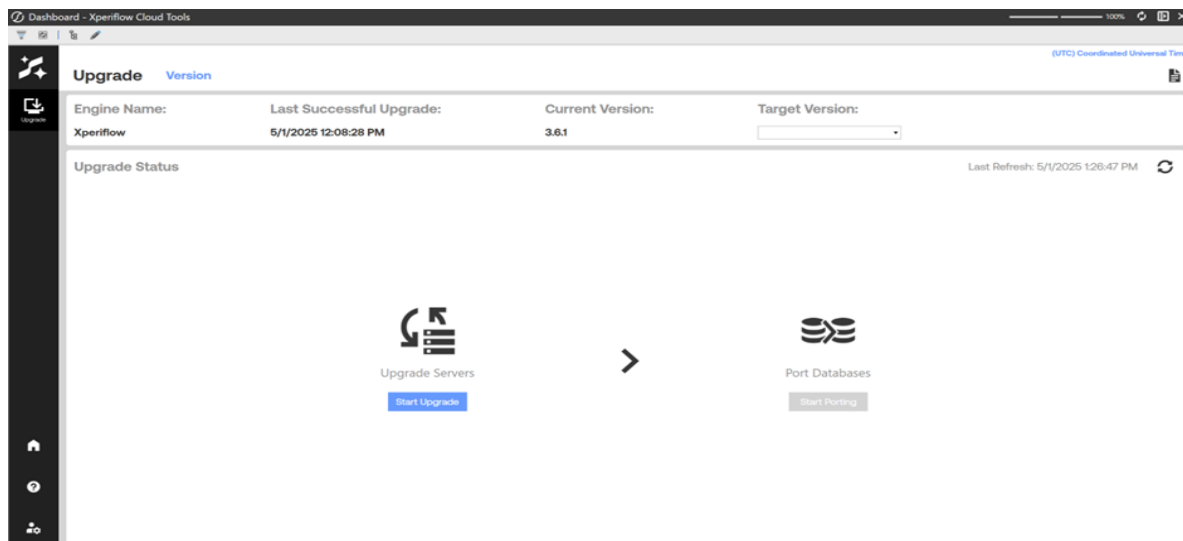 Dashboard - Xperiflow Cloud Tools
100%
(UTC) Coordinated Universal Tim
Upgrade Version
Upgrade
Engine Name: Last Successful Upgrade: Current Version: Target Version:
Xperiflow 5/1/2025 12:08:28 PM 3.6.1
Upgrade Status Last Refresh: 5/1/2025 1:26:47 PM
Upgrade Servers Port Databases
Start Upgrade Start Porting